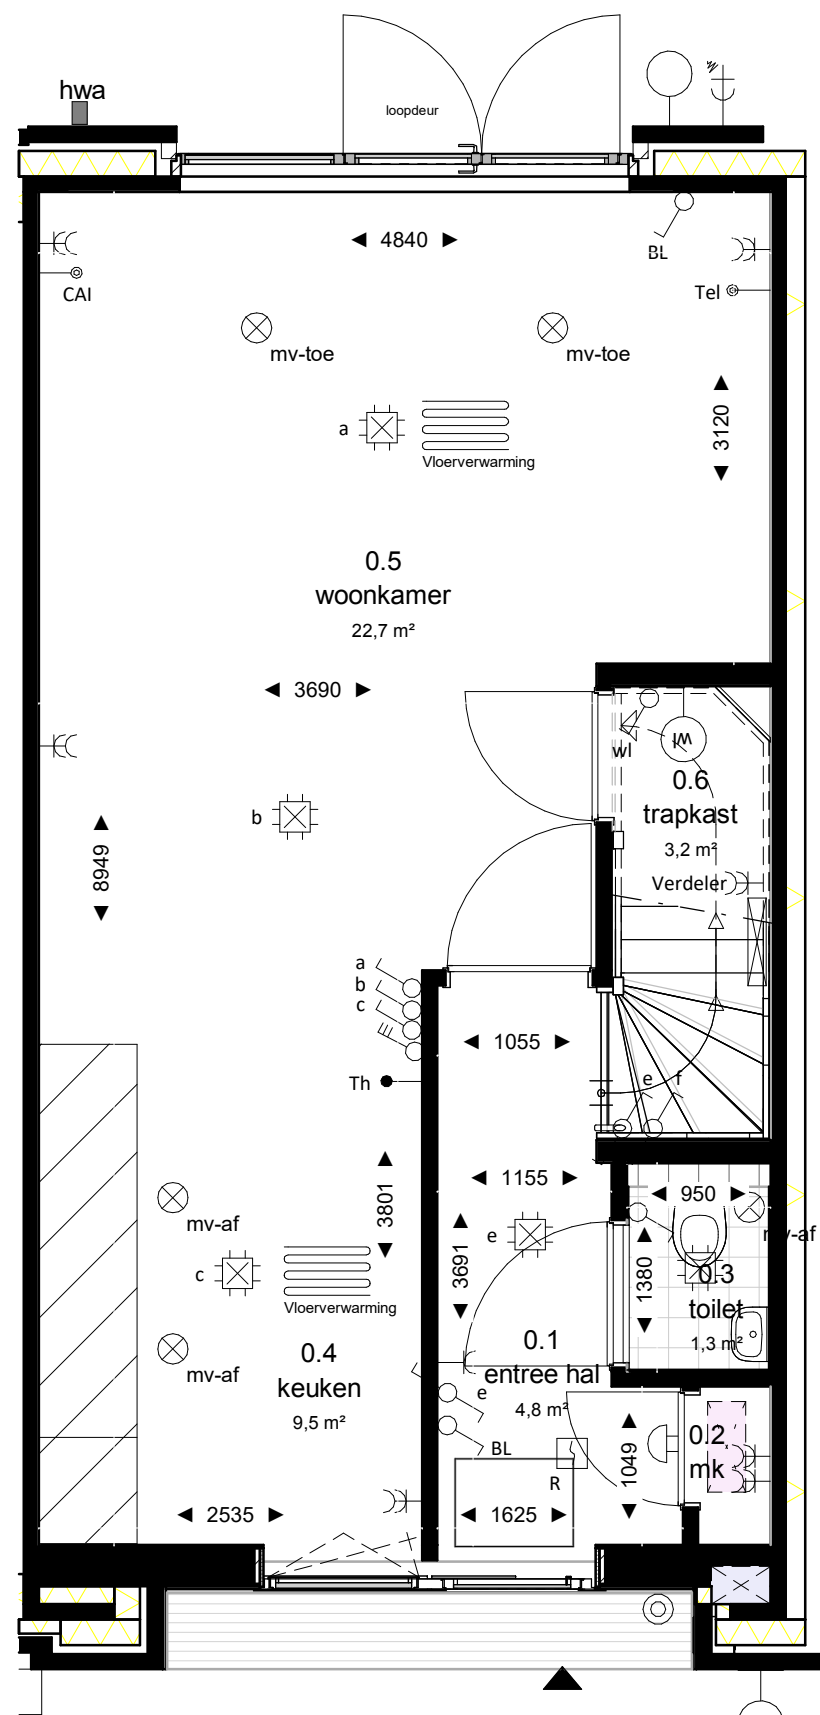 hwa
loopdeur
4840
BL
CAI
Tel
mv-toe
mv-toe
a
3120
Vloerverwarming
0.5
woonkamer
22,7 m²
3690
wl
wl
0.6
trapkast
3,2 m²
b
8949
Verdeler
a
b
c
1055
Th
e f
3801
1155
950
mv-af
mv-af
e
3691
1380
c
0.3
toilet
1,3 m²
Vloerverwarming
0.1
entree hal
4,8 m²
mv-af
0.4
keuken
9,5 m²
e
BL
R
1049
0.2
mk
2535
1625